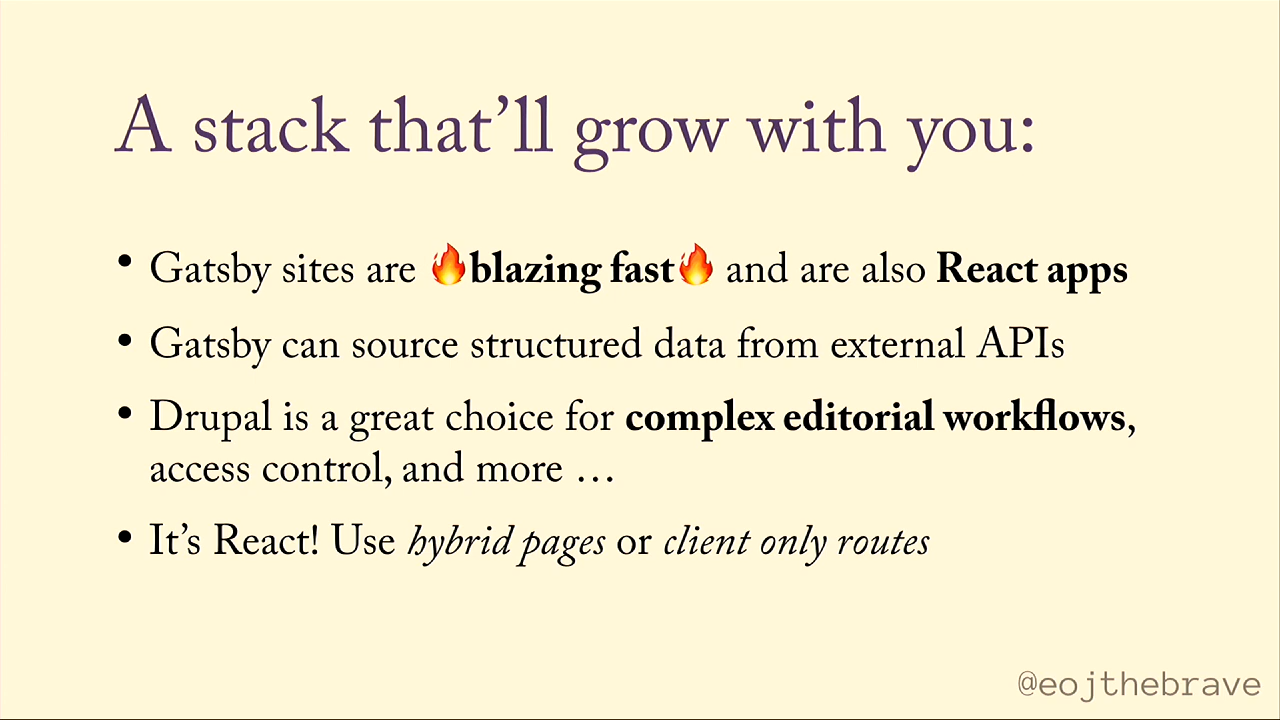 A stack that’ll grow with you:
• Gatsby sites are 🔥blazing fast🔥 and are also React apps
• Gatsby can source structured data from external APIs
• Drupal is a great choice for complex editorial workflows,
access control, and more …
• It’s React! Use hybrid pages or client only routes
@eojthebrave